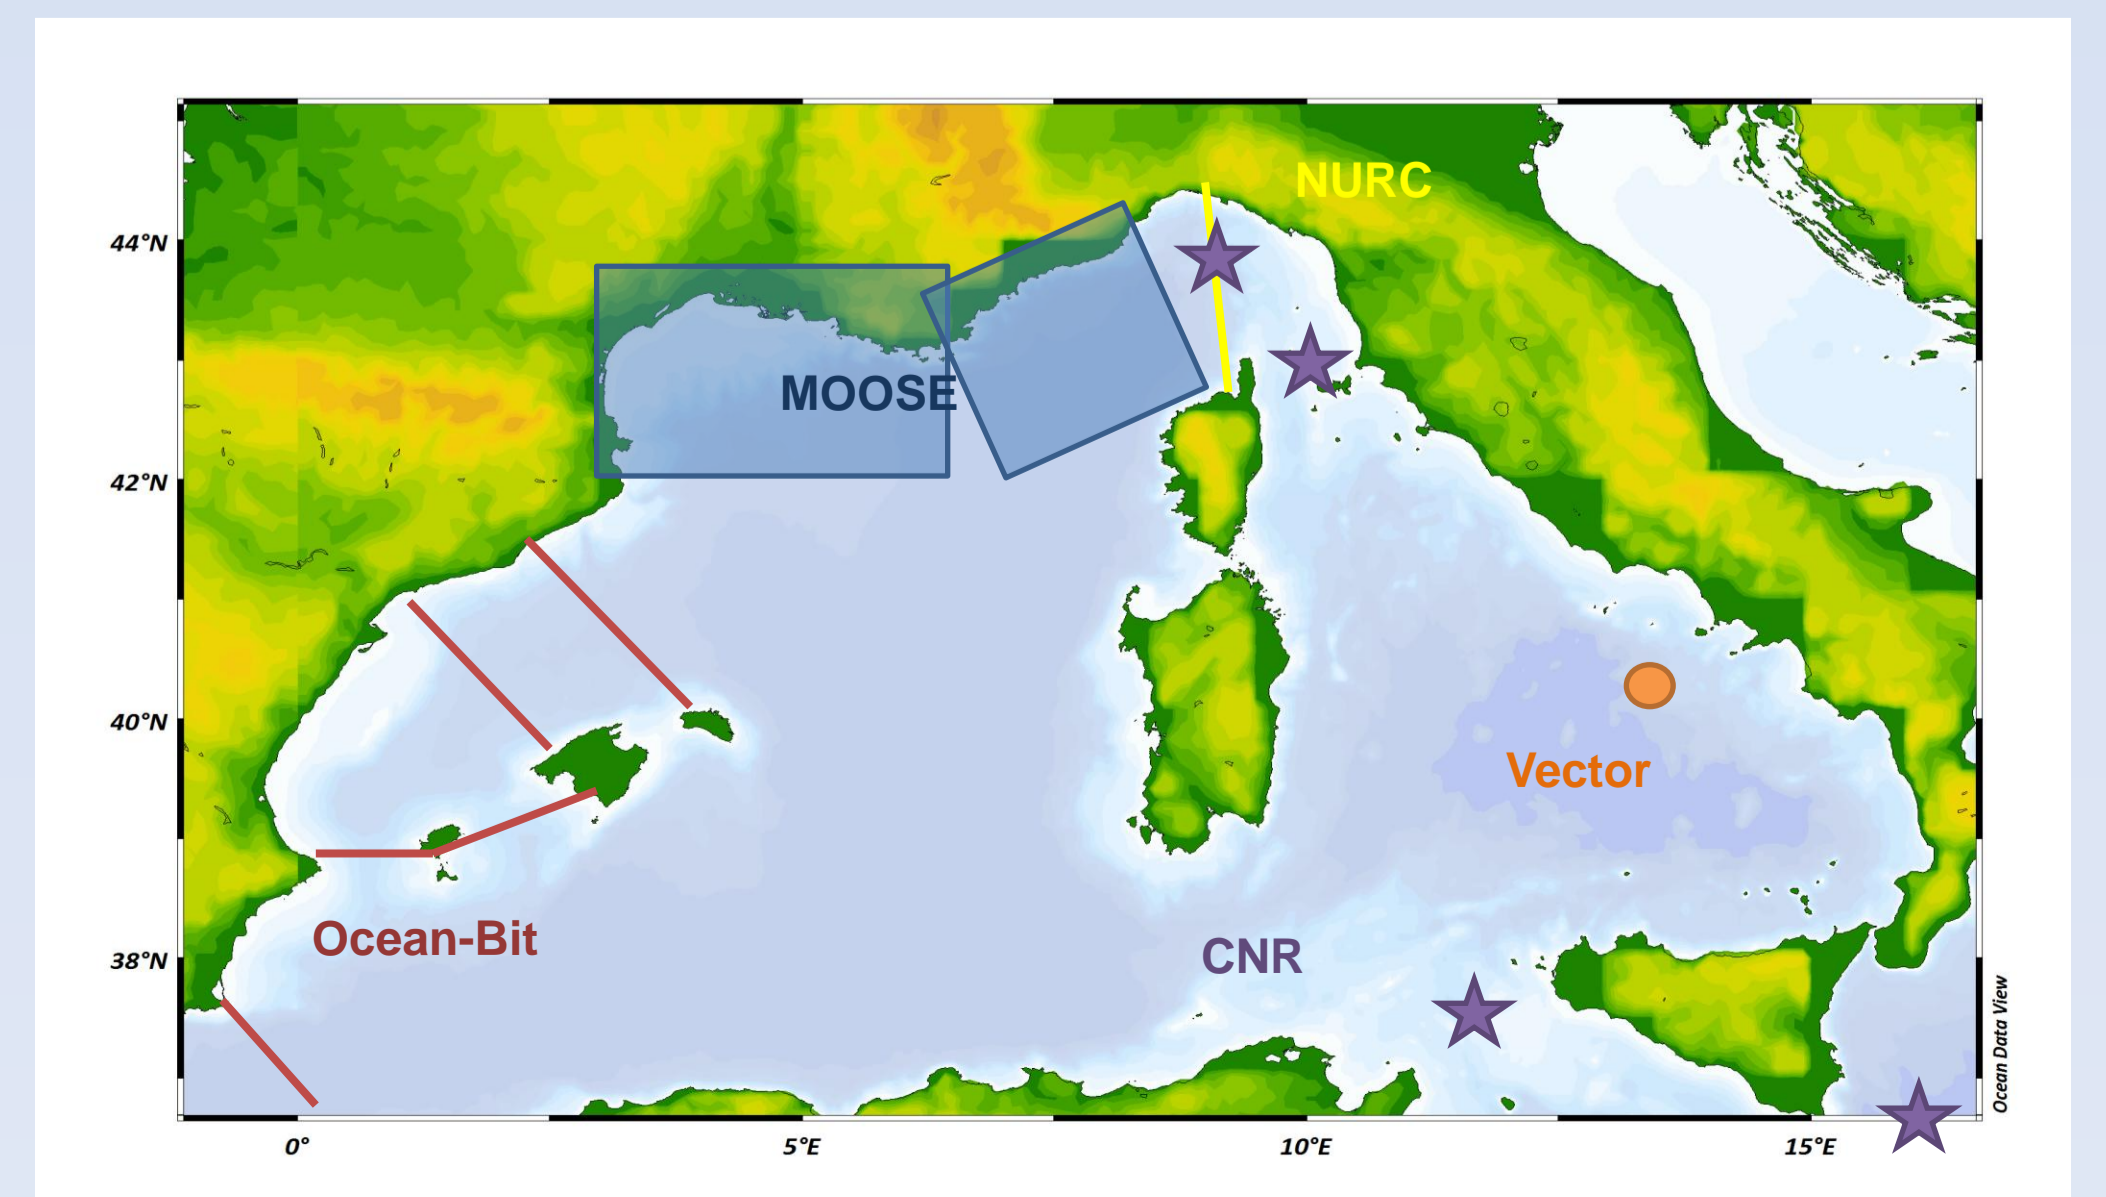 NURC
44°N
MOOSE
42°N
40°N
Vector
Ocean-Bit
CNR
38°N
Ocean Data View
0°
5°E
10°E
15°E